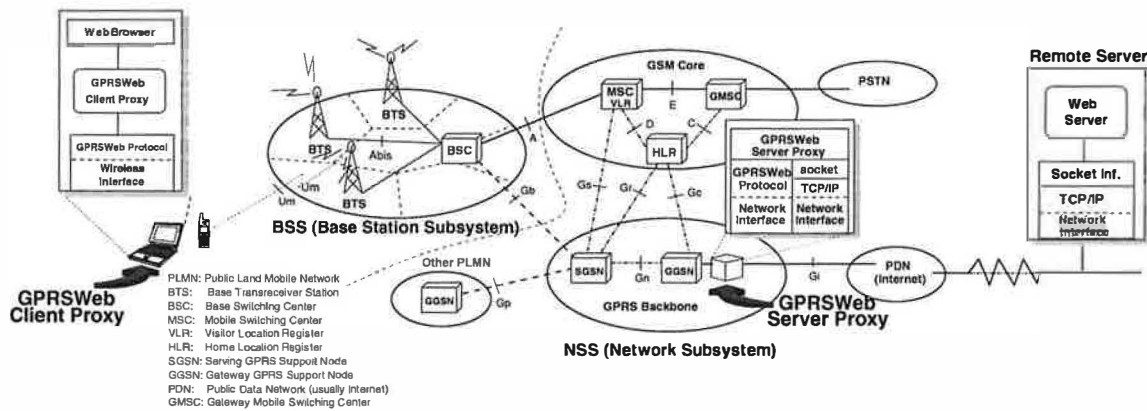 Web Browser
GPRSWeb
Client Proxy
GPRSWeb Protocol
Wireless
Interface
GPRSWeb
Client Proxy
BTS
BTS
BTS
Abis
BSC
Um
Um
BSS (Base Station Subsystem)
A
Gb
GSM Core
MSC
VLR
E
GMSC
D
C
HLR
PSTN
Gs
Gr
Gc
GPRSWeb
Server Proxy
GPRSWeb
Protocol
socket
TCP/IP
Network
Interface
Network
Interface
Remote Server
Web
Server
Socket Inf.
TCP/IP
Network
Interface
Other PLMN
GGSN
Gp
SGSN
Gn
GGSN
GPRS Backbone
Gi
PDN
(Internet)
GPRSWeb
Server Proxy
NSS (Network Subsystem)
PLMN: Public Land Mobile Network
BTS: Base Transreceiver Station
BSC: Base Switching Center
MSC: Mobile Switching Center
VLR: Visitor Location Register
HLR: Home Location Register
SGSN: Serving GPRS Support Node
GGSN: Gateway GPRS Support Node
PDN: Public Data Network (usually Internet)
GMSC: Gateway Mobile Switching Center